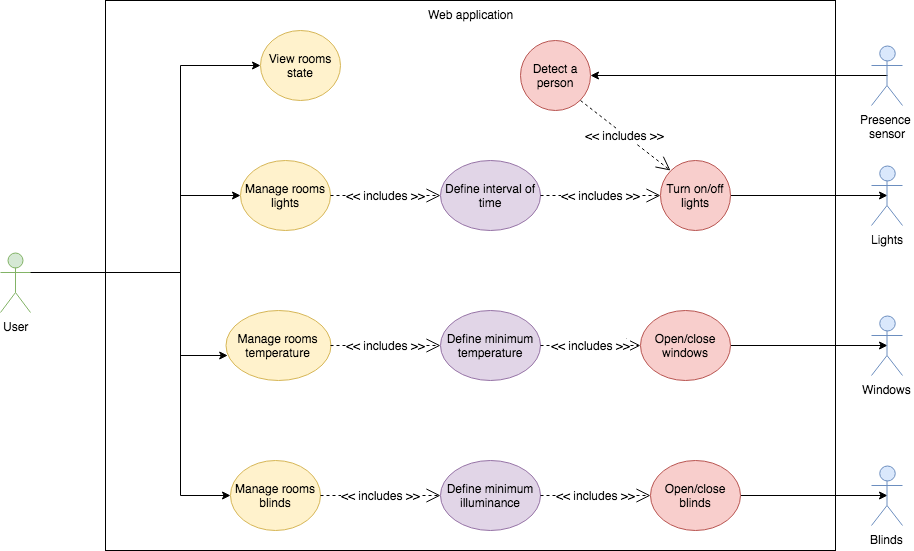 Web application
View rooms
state
Detect a
person
Presence
sensor
<< includes >>
Manage rooms
lights
<< includes >>
Define interval of
time
<< includes >>
Turn on/off
lights
Lights
User
Manage rooms
temperature
<< includes >>
Define minimum
temperature
<< includes >>
Open/close
windows
Windows
Manage rooms
blinds
<< includes >>
Define minimum
illuminance
<< includes >>
Open/close
blinds
Blinds